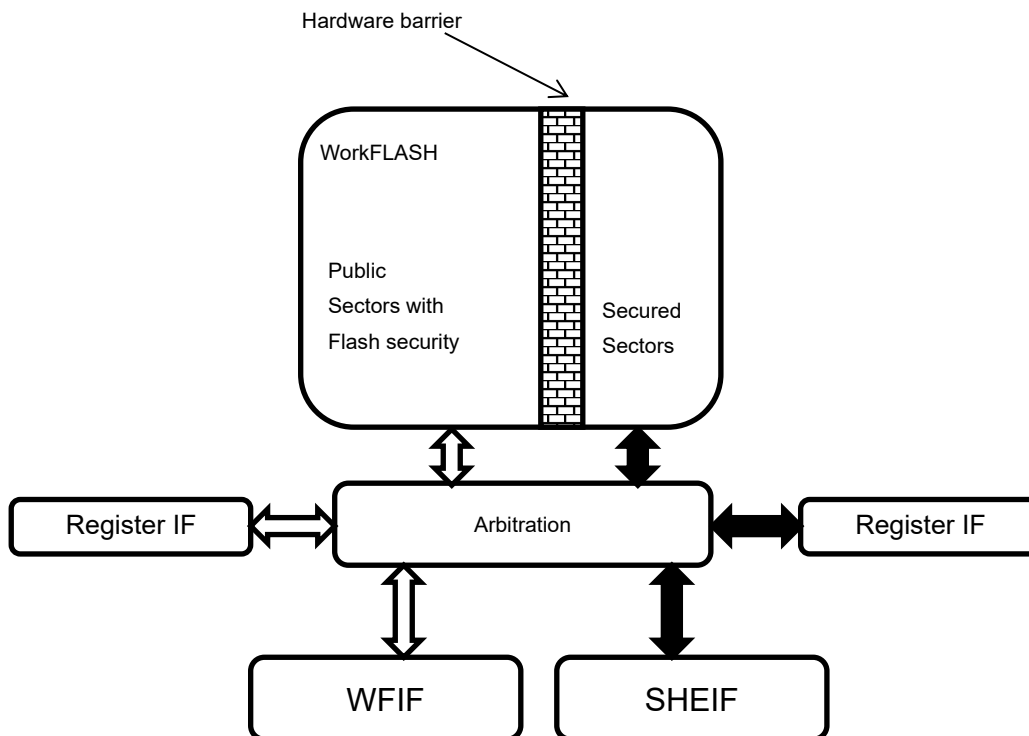 Hardware barrier
WorkFLASH
Public
Sectors with
Flash security
Secured
Sectors
Register IF
Arbitration
Register IF
WFIF
SHEIF